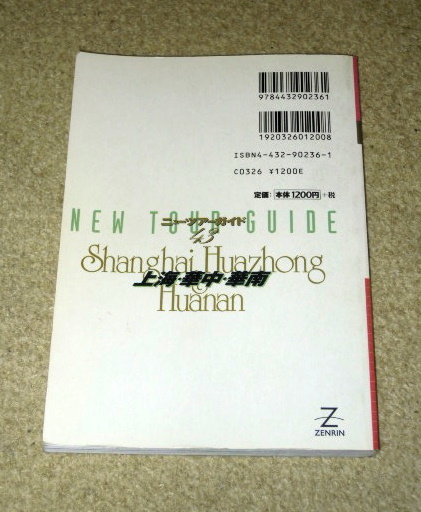 9784432902361
1920326012008
ISBN4-432-90236-1
C0326 ¥1200E
定価: 本体1200円 +税
NEW TOUR GUIDE
ニューツアーガイド
43
Shanghai Huazhong
上海・華中・華南
Huanan
Z
ZENRIN